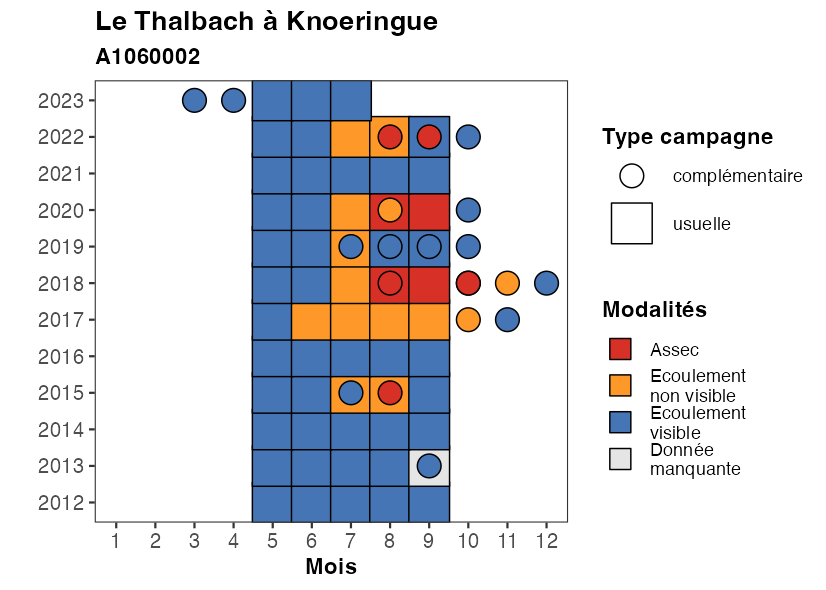 Le Thalbach à Knoeringue
A1060002
2023
2022
2021
2020
2019
2018
2017
2016
2015
2014
2013
2012
1 2 3 4 5 6 7 8 9 10 11 12
Mois
Type campagne
complémentaire
usuelle
Modalités
Assec
Ecoulement
non visible
Ecoulement
visible
Donnée
manquante